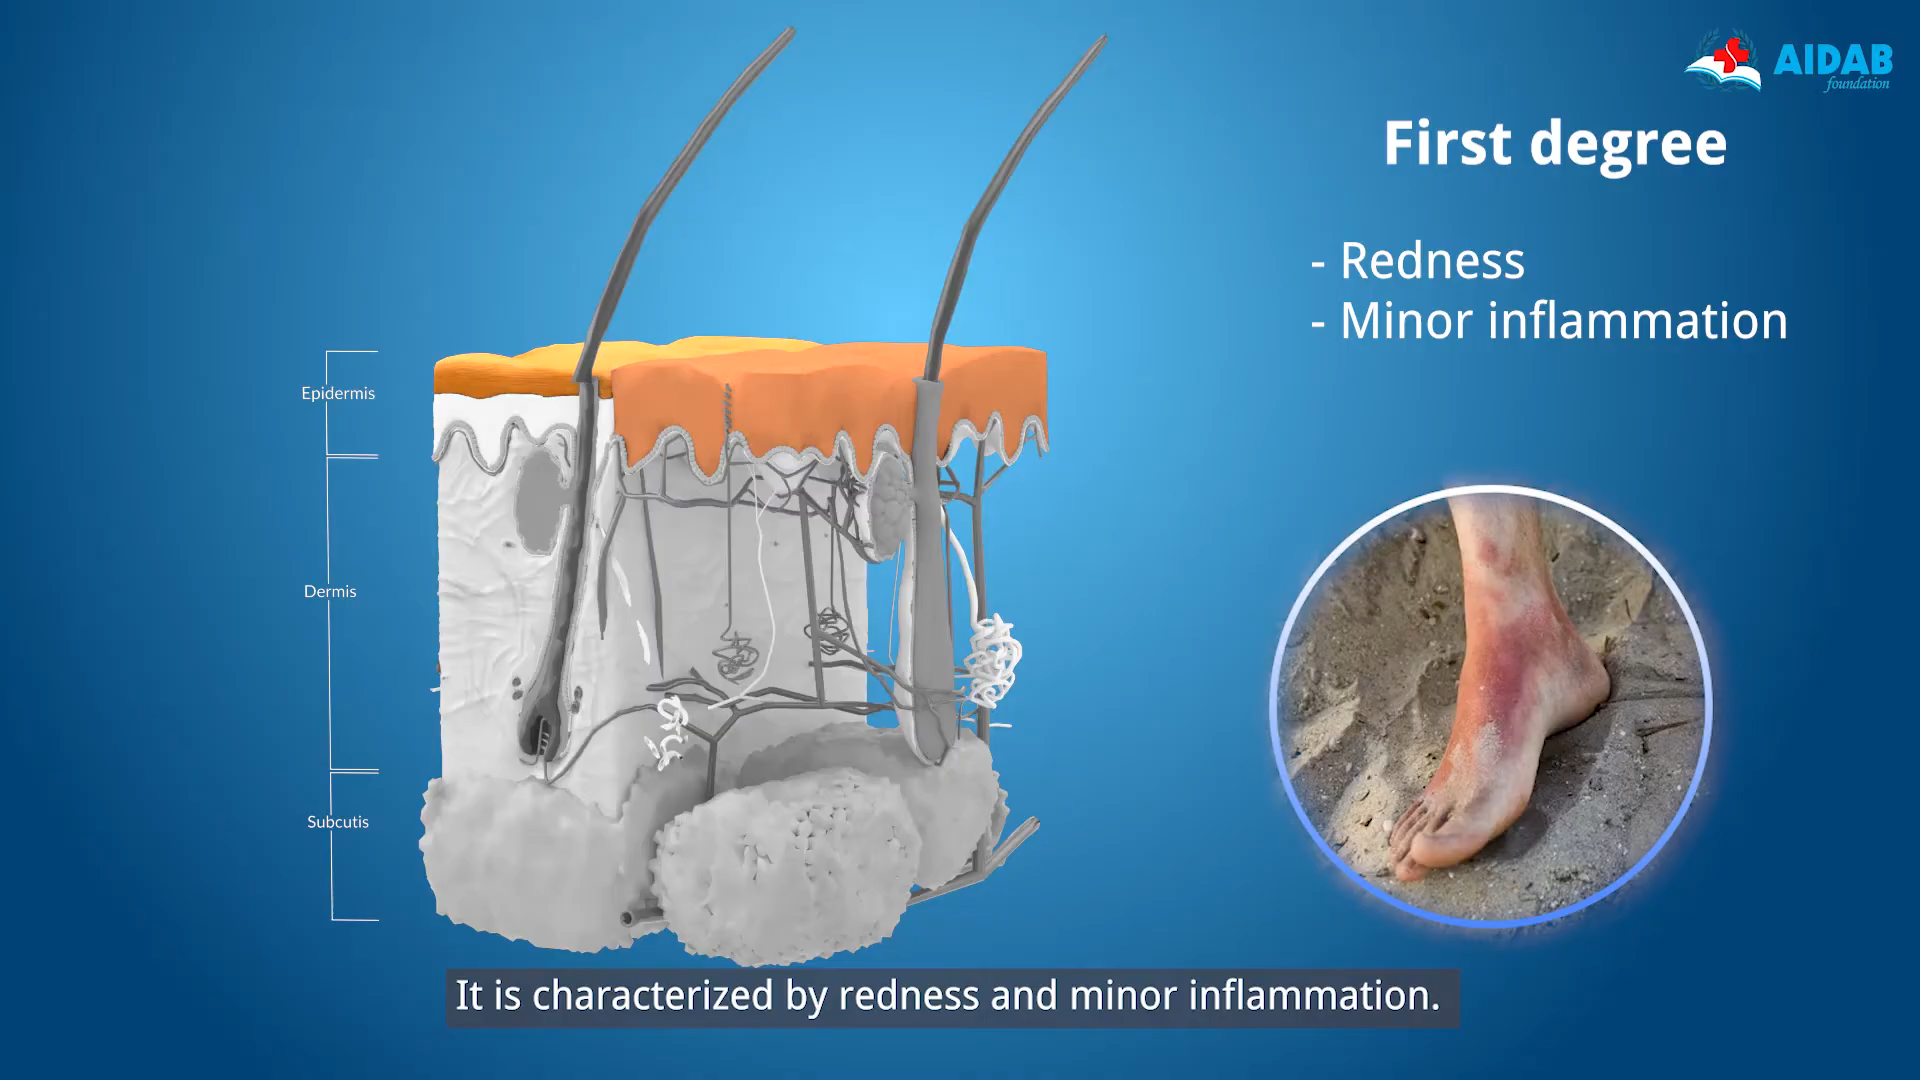 AIDAB
foundation
First degree
- Redness
- Minor inflammation
Epidermis
Dermis
Subcutis
It is characterized by redness and minor inflammation.